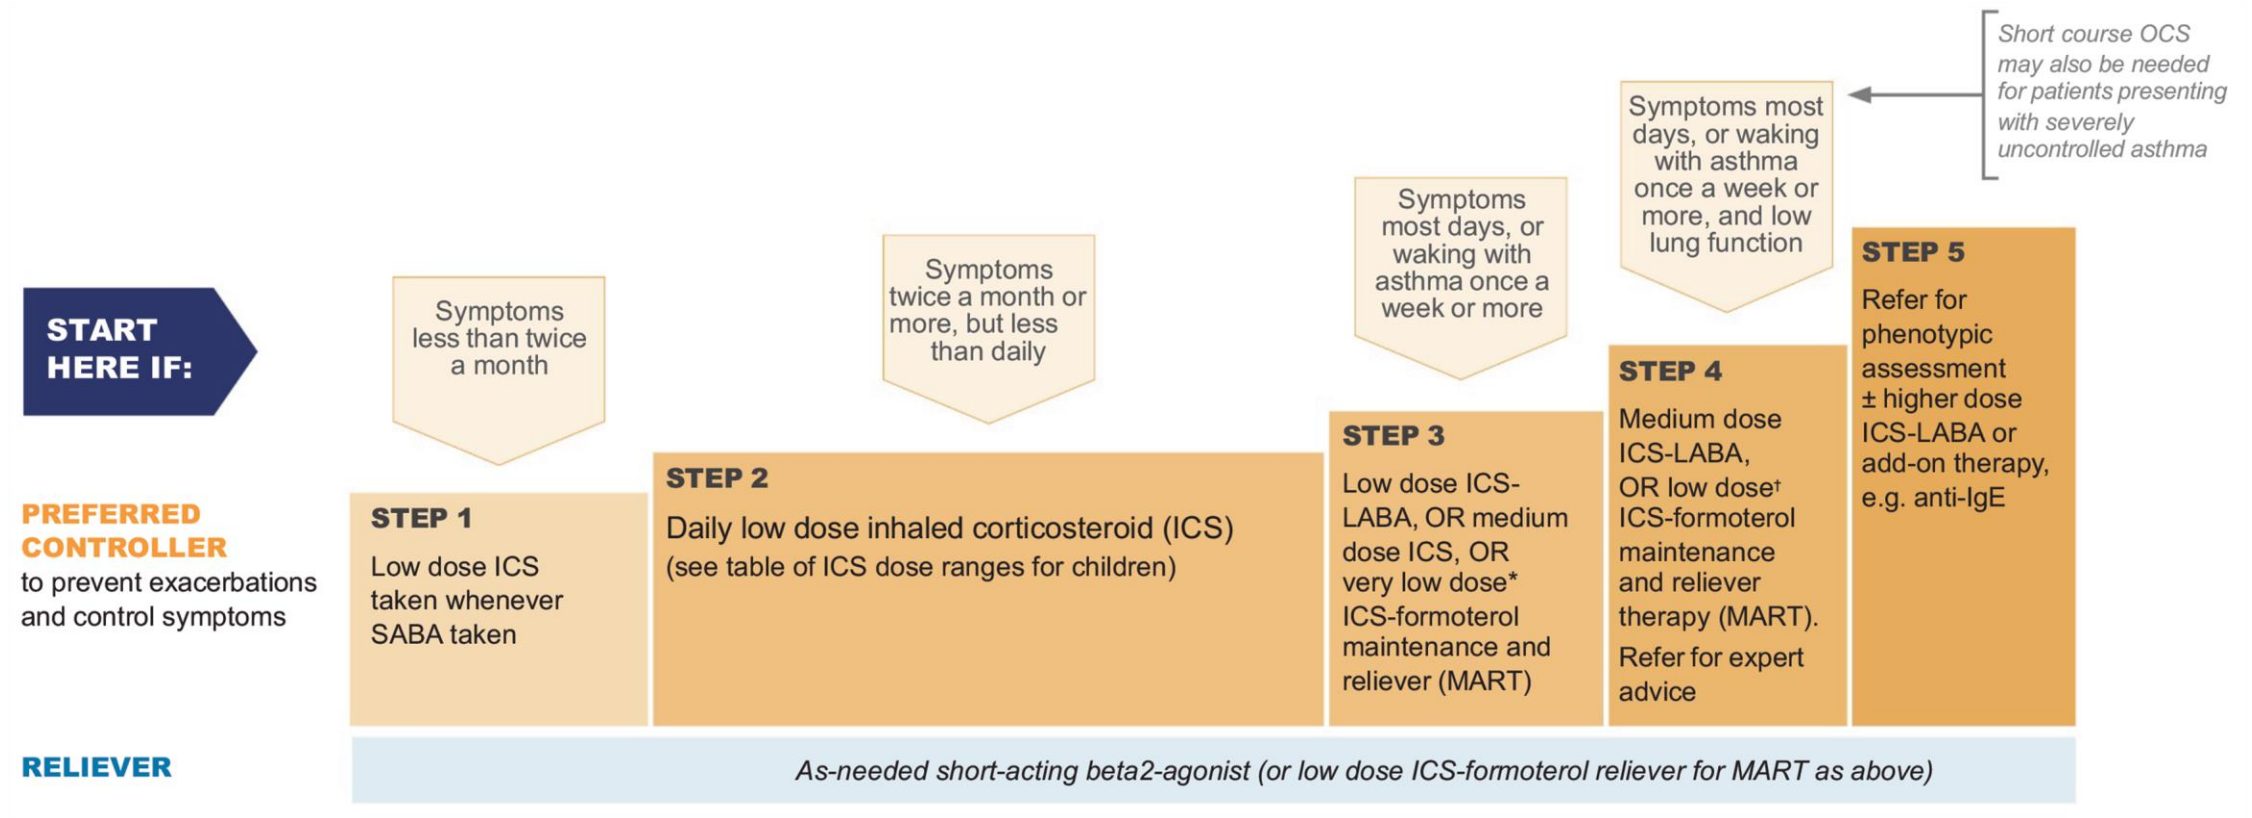 Short course OCS
may also be needed
for patients presenting
with severely
uncontrolled asthma
START
HERE IF:
Symptoms
less than twice
a month
Symptoms
twice a month or
more, but less
than daily
Symptoms
most days, or
waking with
asthma once a
week or more
Symptoms most
days, or waking
with asthma
once a week or
more, and low
lung function
PREFERRED
CONTROLLER
to prevent exacerbations
and control symptoms
STEP 1
Low dose ICS
taken whenever
SABA taken
STEP 2
Daily low dose inhaled corticosteroid (ICS)
(see table of ICS dose ranges for children)
STEP 3
Low dose ICS-
LABA, OR medium
dose ICS, OR
very low dose*
ICS-formoterol
maintenance and
reliever (MART)
STEP 4
Medium dose
ICS-LABA,
OR low dose†
ICS-formoterol
maintenance
and reliever
therapy (MART).
Refer for expert
advice
STEP 5
Refer for
phenotypic
assessment
± higher dose
ICS-LABA or
add-on therapy,
e.g. anti-IgE
RELIEVER
As-needed short-acting beta2-agonist (or low dose ICS-formoterol reliever for MART as above)